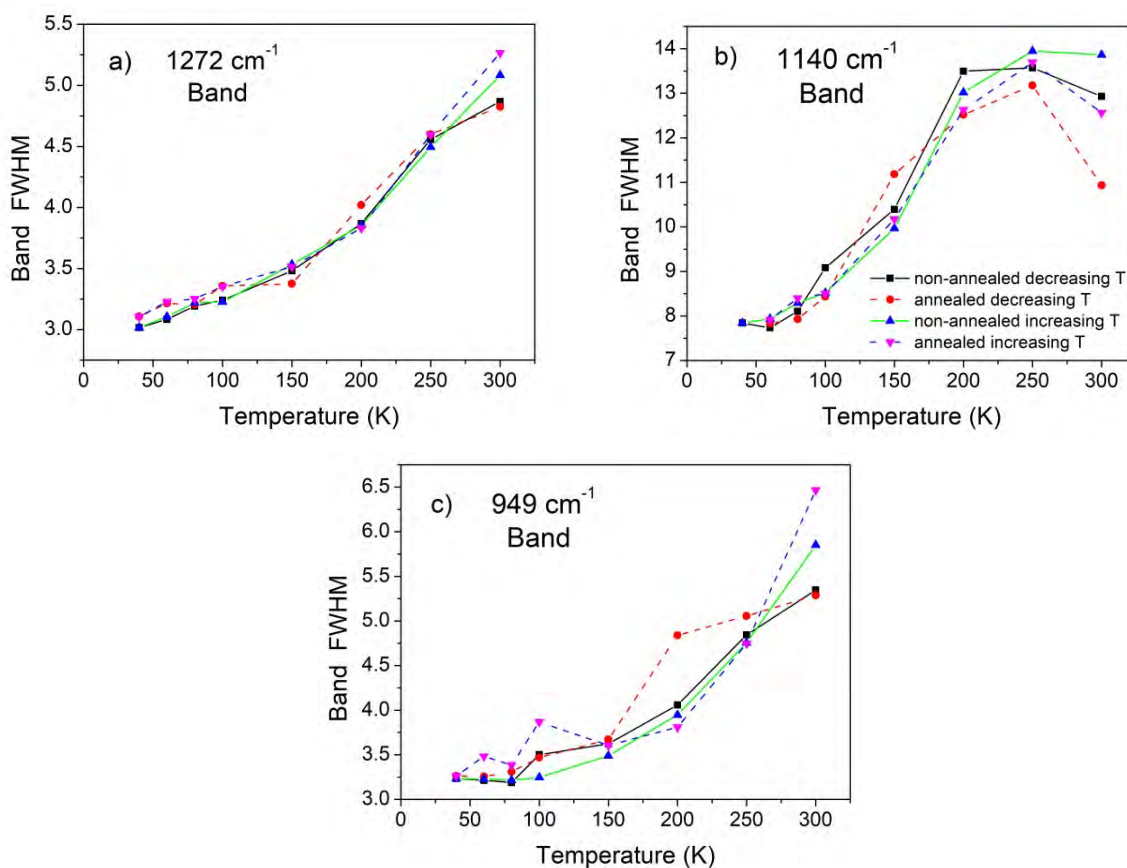 a) 1272 cm⁻¹
Band
5.5
5.0
4.5
4.0
3.5
3.0
Band FWHM
0 50 100 150 200 250 300
Temperature (K)
b) 1140 cm⁻¹
Band
14
13
12
11
10
9
8
7
Band FWHM
non-annealed decreasing T
annealed decreasing T
non-annealed increasing T
annealed increasing T
0 50 100 150 200 250 300
Temperature (K)
c) 949 cm⁻¹
Band
6.5
6.0
5.5
5.0
4.5
4.0
3.5
3.0
Band FWHM
0 50 100 150 200 250 300
Temperature (K)